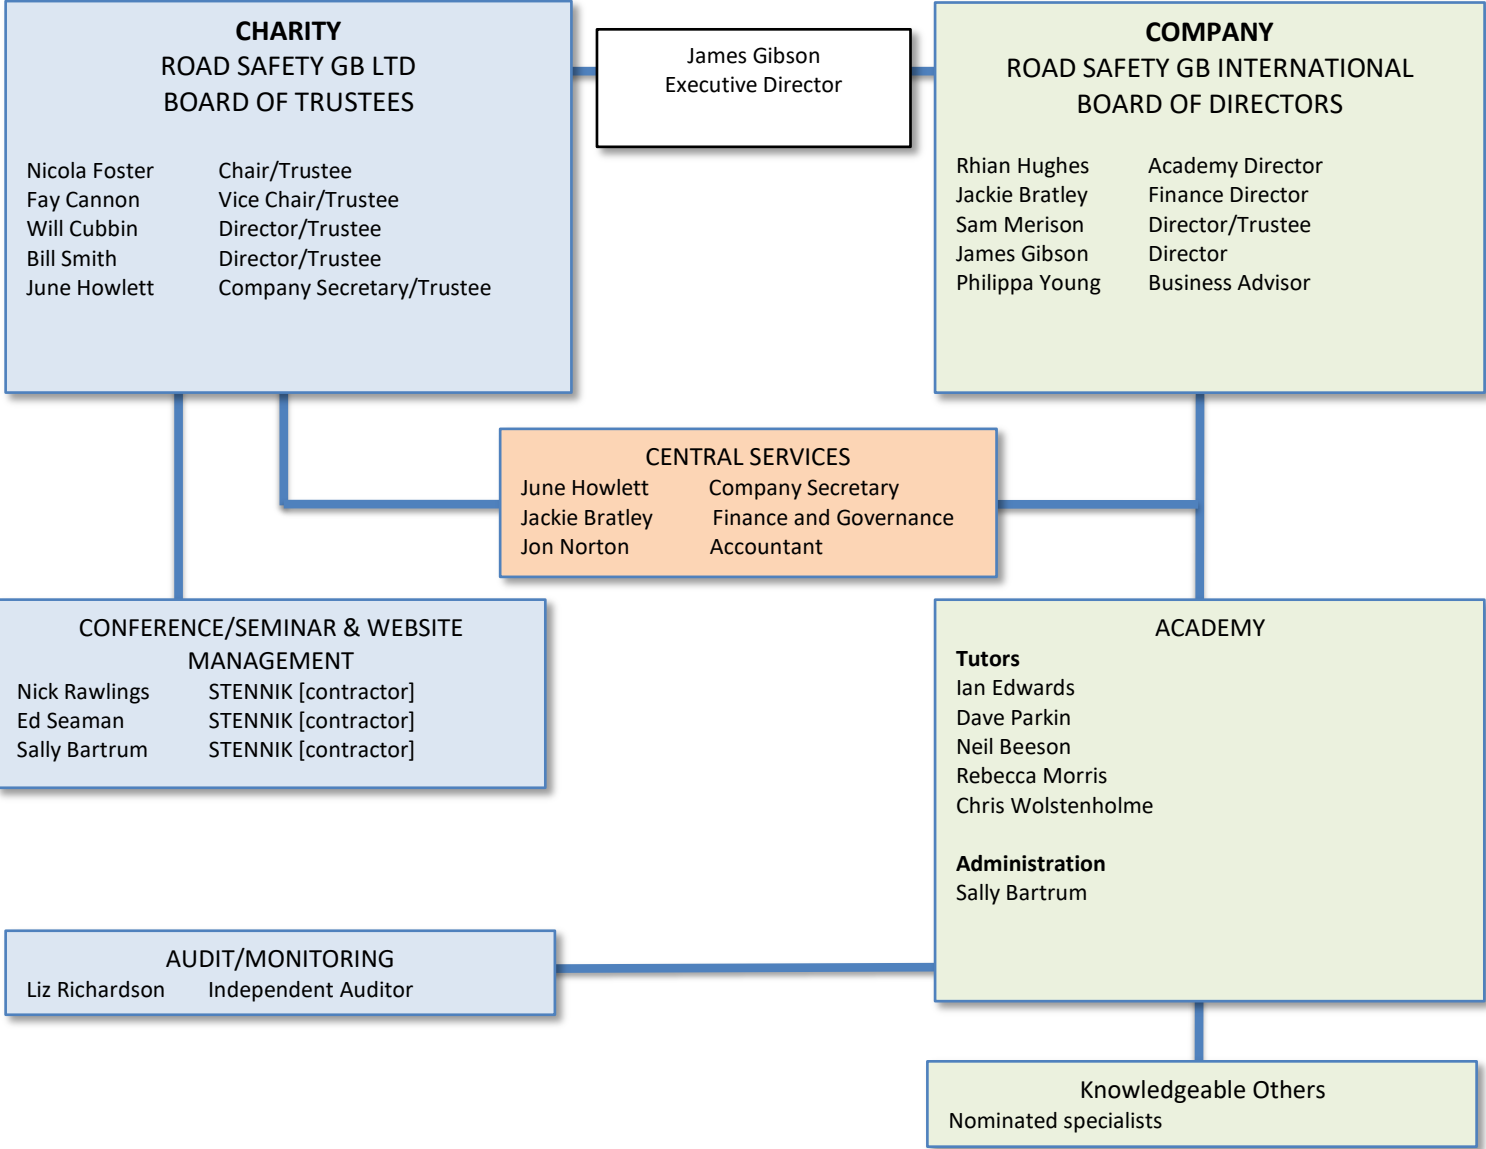 CHARITY
ROAD SAFETY GB LTD
BOARD OF TRUSTEES
Nicola Foster Chair/Trustee
Fay Cannon Vice Chair/Trustee
Will Cubbin Director/Trustee
Bill Smith Director/Trustee
June Howlett Company Secretary/Trustee
James Gibson
Executive Director
COMPANY
ROAD SAFETY GB INTERNATIONAL
BOARD OF DIRECTORS
Rhian Hughes Academy Director
Jackie Bratley Finance Director
Sam Merison Director/Trustee
James Gibson Director
Philippa Young Business Advisor
CENTRAL SERVICES
June Howlett Company Secretary
Jackie Bratley Finance and Governance
Jon Norton Accountant
CONFERENCE/SEMINAR & WEBSITE
MANAGEMENT
Nick Rawlings STENNIK [contractor]
Ed Seaman STENNIK [contractor]
Sally Bartrum STENNIK [contractor]
ACADEMY
Tutors
Ian Edwards
Dave Parkin
Neil Beeson
Rebecca Morris
Chris Wolstenholme
Administration
Sally Bartrum
AUDIT/MONITORING
Liz Richardson Independent Auditor
Knowledgeable Others
Nominated specialists